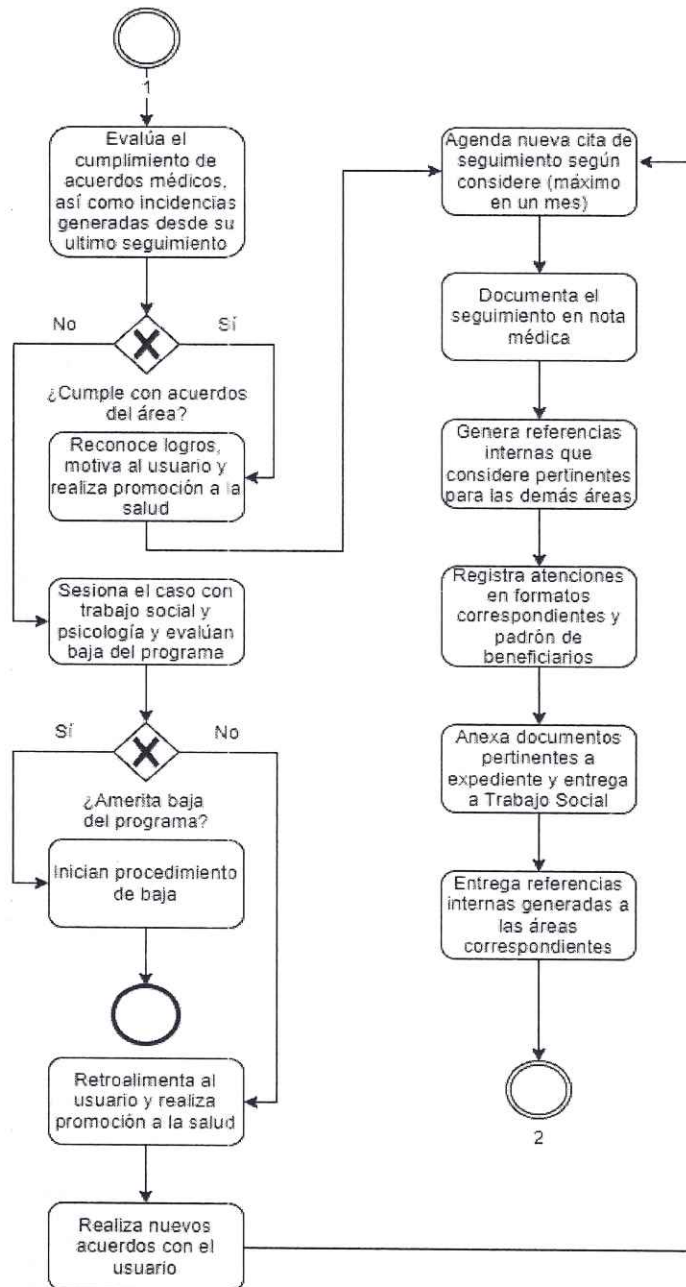 1
Evalúa el
cumplimiento de
acuerdos médicos,
así como incidencias
generadas desde su
ultimo seguimiento
No
Sí
¿Cumple con acuerdos
del área?
Reconoce logros,
motiva al usuario y
realiza promoción a la
salud
Sesiona el caso con
trabajo social y
psicología y evalúan
baja del programa
Sí
No
¿Amerita baja
del programa?
Inician procedimiento
de baja
Retroalimenta al
usuario y realiza
promoción a la salud
Realiza nuevos
acuerdos con el
usuario
Agenda nueva cita de
seguimiento según
considere (máximo
en un mes)
Documenta el
seguimiento en nota
médica
Genera referencias
internas que
considere pertinentes
para las demás áreas
Registra atenciones
en formatos
correspondientes y
padrón de
beneficiarios
Anexa documentos
pertinentes a
expediente y entrega
a Trabajo Social
Entrega referencias
internas generadas a
las áreas
correspondientes
2